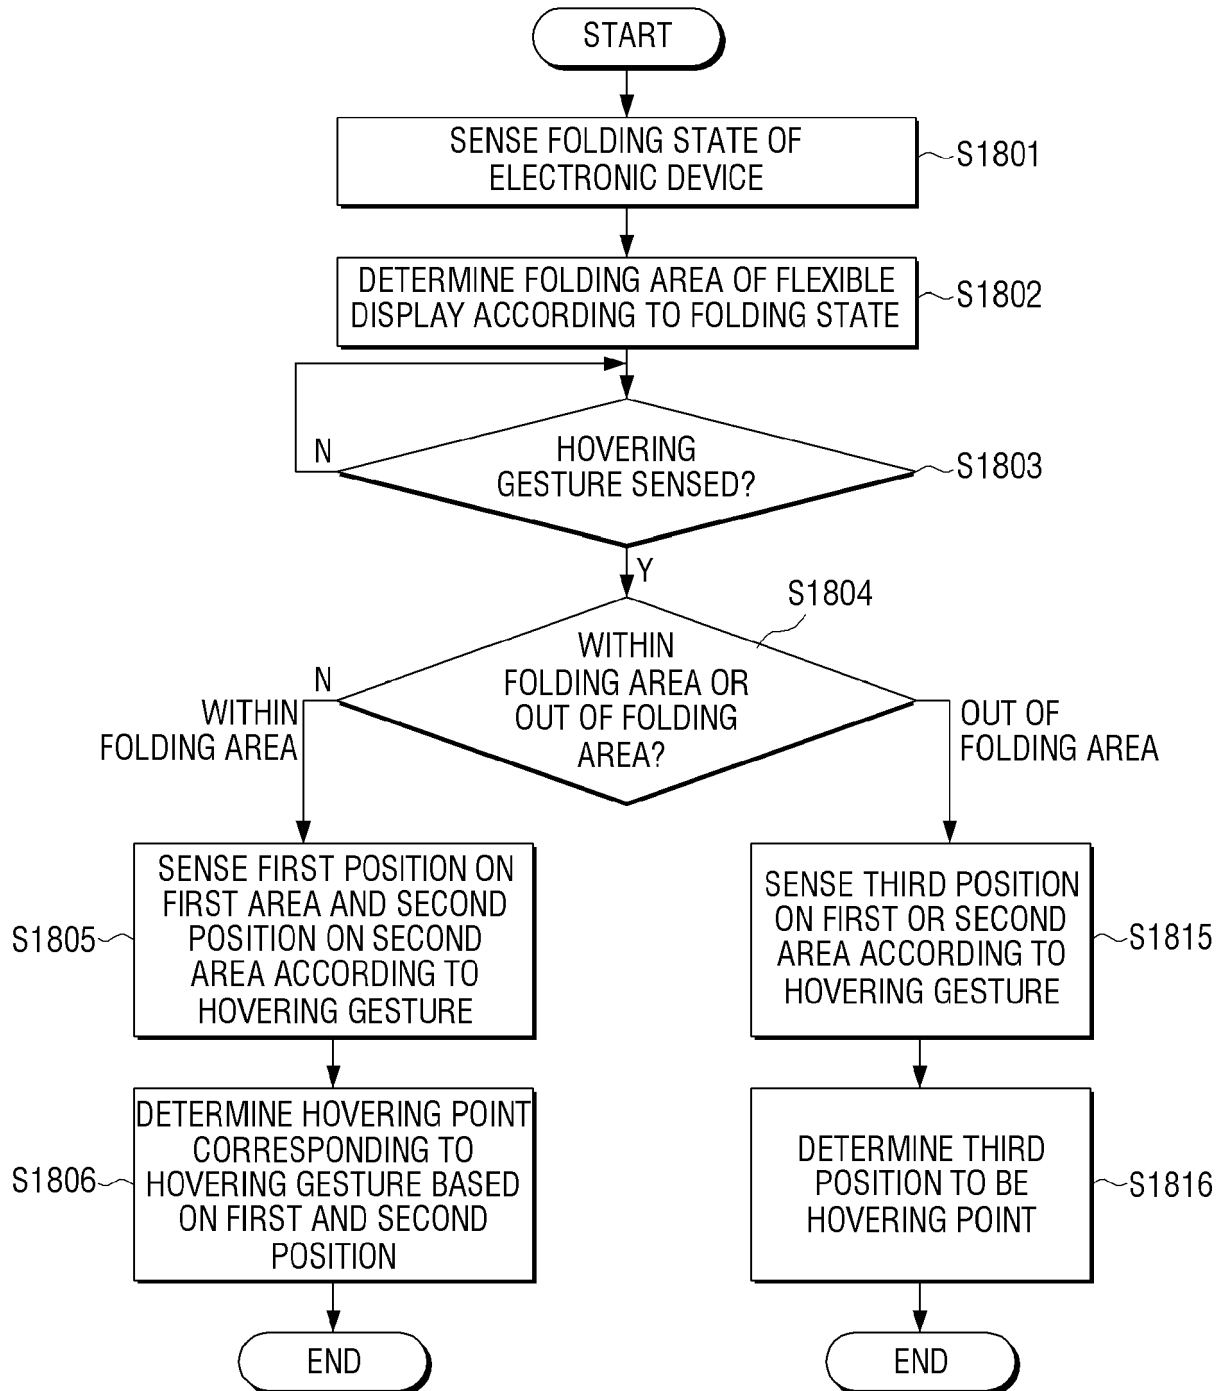 START
SENSE FOLDING STATE OF
ELECTRONIC DEVICE
S1801
DETERMINE FOLDING AREA OF FLEXIBLE
DISPLAY ACCORDING TO FOLDING STATE
S1802
N
HOVERING
GESTURE SENSED?
S1803
Y
S1804
WITHIN
FOLDING AREA OR
OUT OF FOLDING
AREA?
N
WITHIN
FOLDING AREA
OUT OF
FOLDING AREA
SENSE FIRST POSITION ON
FIRST AREA AND SECOND
POSITION ON SECOND
AREA ACCORDING TO
HOVERING GESTURE
S1805
SENSE THIRD POSITION
ON FIRST OR SECOND
AREA ACCORDING TO
HOVERING GESTURE
S1815
DETERMINE HOVERING POINT
CORRESPONDING TO
HOVERING GESTURE BASED
ON FIRST AND SECOND
POSITION
S1806
DETERMINE THIRD
POSITION TO BE
HOVERING POINT
S1816
END
END